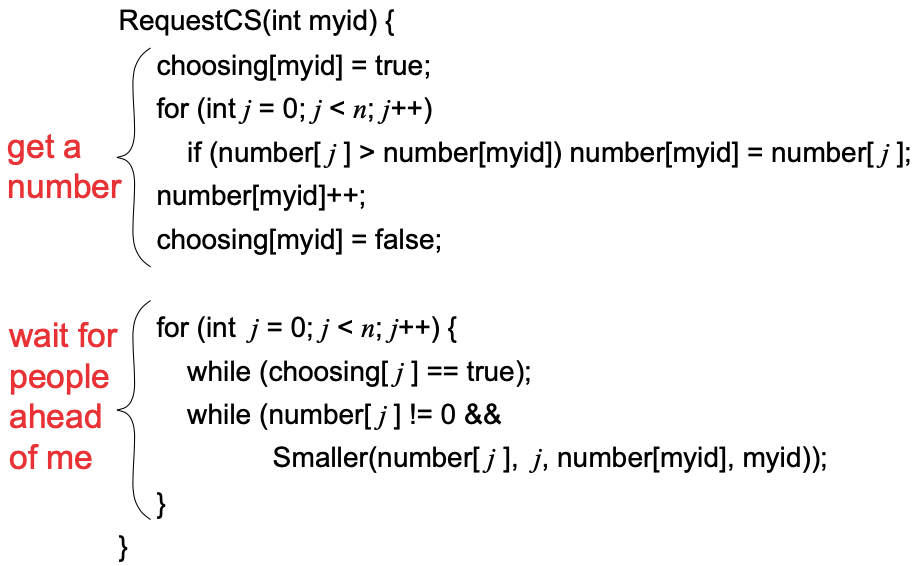 RequestCS(int myid) {
choosing[myid] = true;
for (int j = 0; j < n; j++)
if (number[ j ] > number[myid]) number[myid] = number[ j ];
get a
number
number[myid]++;
choosing[myid] = false;
for (int j = 0; j < n; j++) {
wait for
people
ahead
of me
while (choosing[ j ] == true);
while (number[ j ] != 0 &&
Smaller(number[ j ], j, number[myid], myid));
}
}